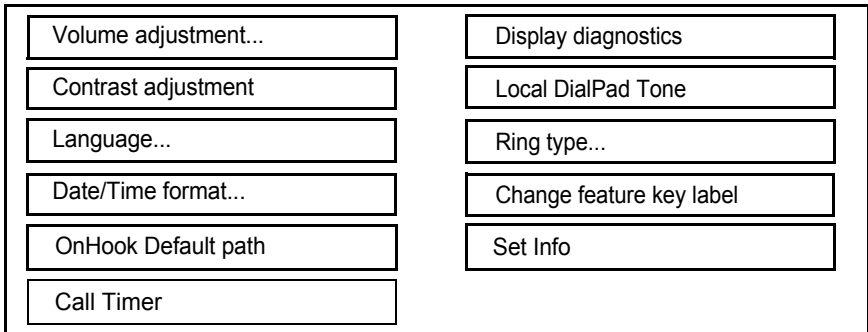 Volume adjustment...
Contrast adjustment
Language...
Date/Time format...
OnHook Default path
Call Timer
Display diagnostics
Local DialPad Tone
Ring type...
Change feature key label
Set Info